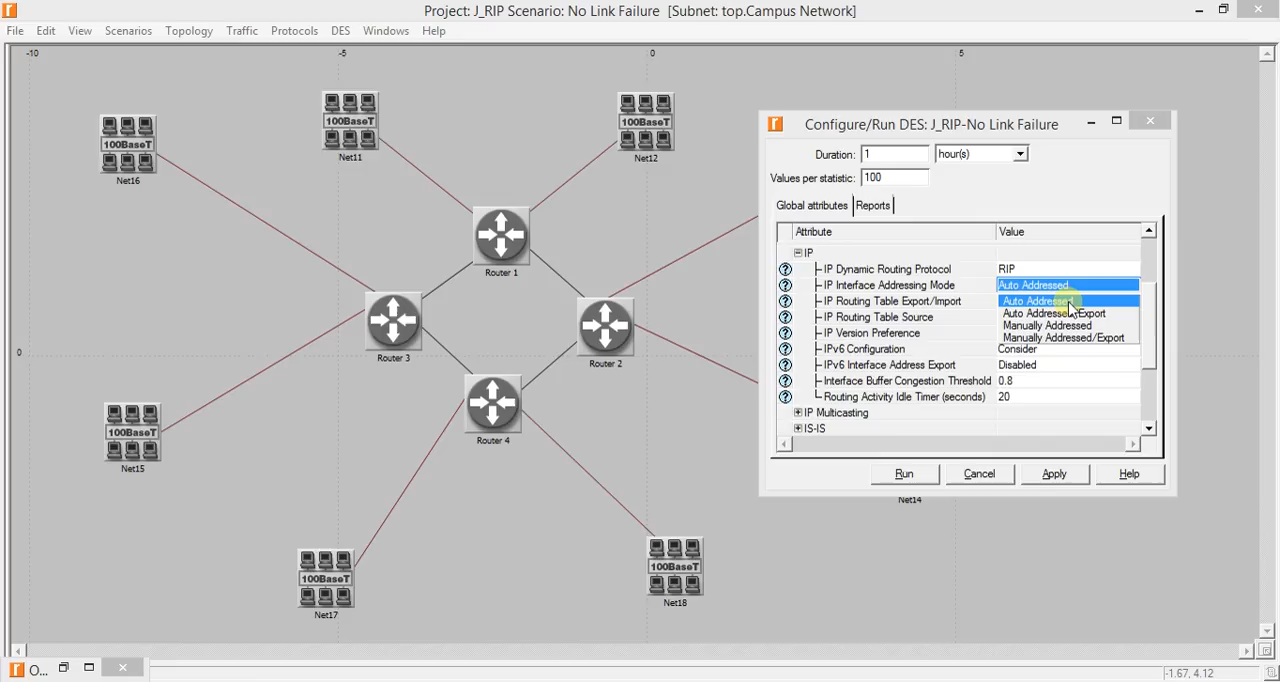 Project: J_RIP Scenario: No Link Failure [Subnet: top.Campus Network]
File Edit View Scenarios Topology Traffic Protocols DES Windows Help
-10 -5 0 5
0
100BaseT
Net16
100BaseT
Net11
100BaseT
Net12
Router 1
Router 3
Router 2
Router 4
100BaseT
Net15
100BaseT
Net17
100BaseT
Net18
Net14
Configure/Run DES: J_RIP-No Link Failure
Duration: 1 hour(s)
Values per statistic: 100
Global attributes Reports
Attribute Value
IP
IP Dynamic Routing Protocol RIP
IP Interface Addressing Mode Auto Addressed
IP Routing Table Export/Import Auto Addressed
IP Routing Table Source Auto Addressed/Export
Manually Addressed
IP Version Preference Manually Addressed/Export
IPv6 Configuration Consider
IPv6 Interface Address Export Disabled
Interface Buffer Congestion Threshold 0.8
Routing Activity Idle Timer (seconds) 20
IP Multicasting
IS-IS
Run Cancel Apply Help
O...
-1.67, 4.12